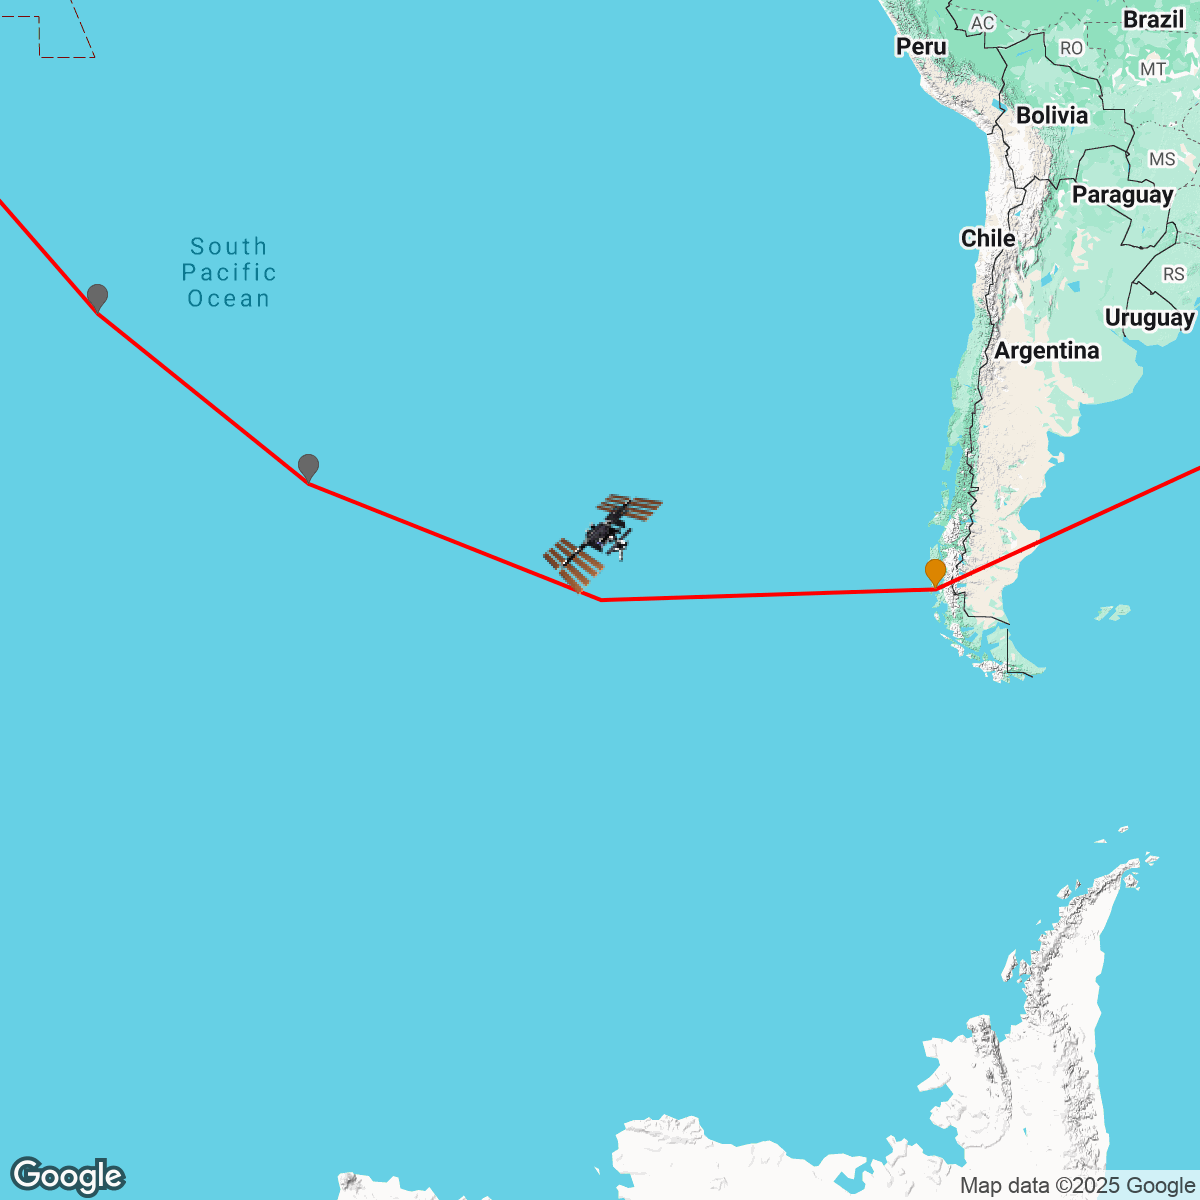 Brazil
AC
Peru
RO
MT
Bolivia
MS
Paraguay
Chile
South
Pacific
Ocean
RS
Uruguay
Argentina
Google
Map data ©2025 Google